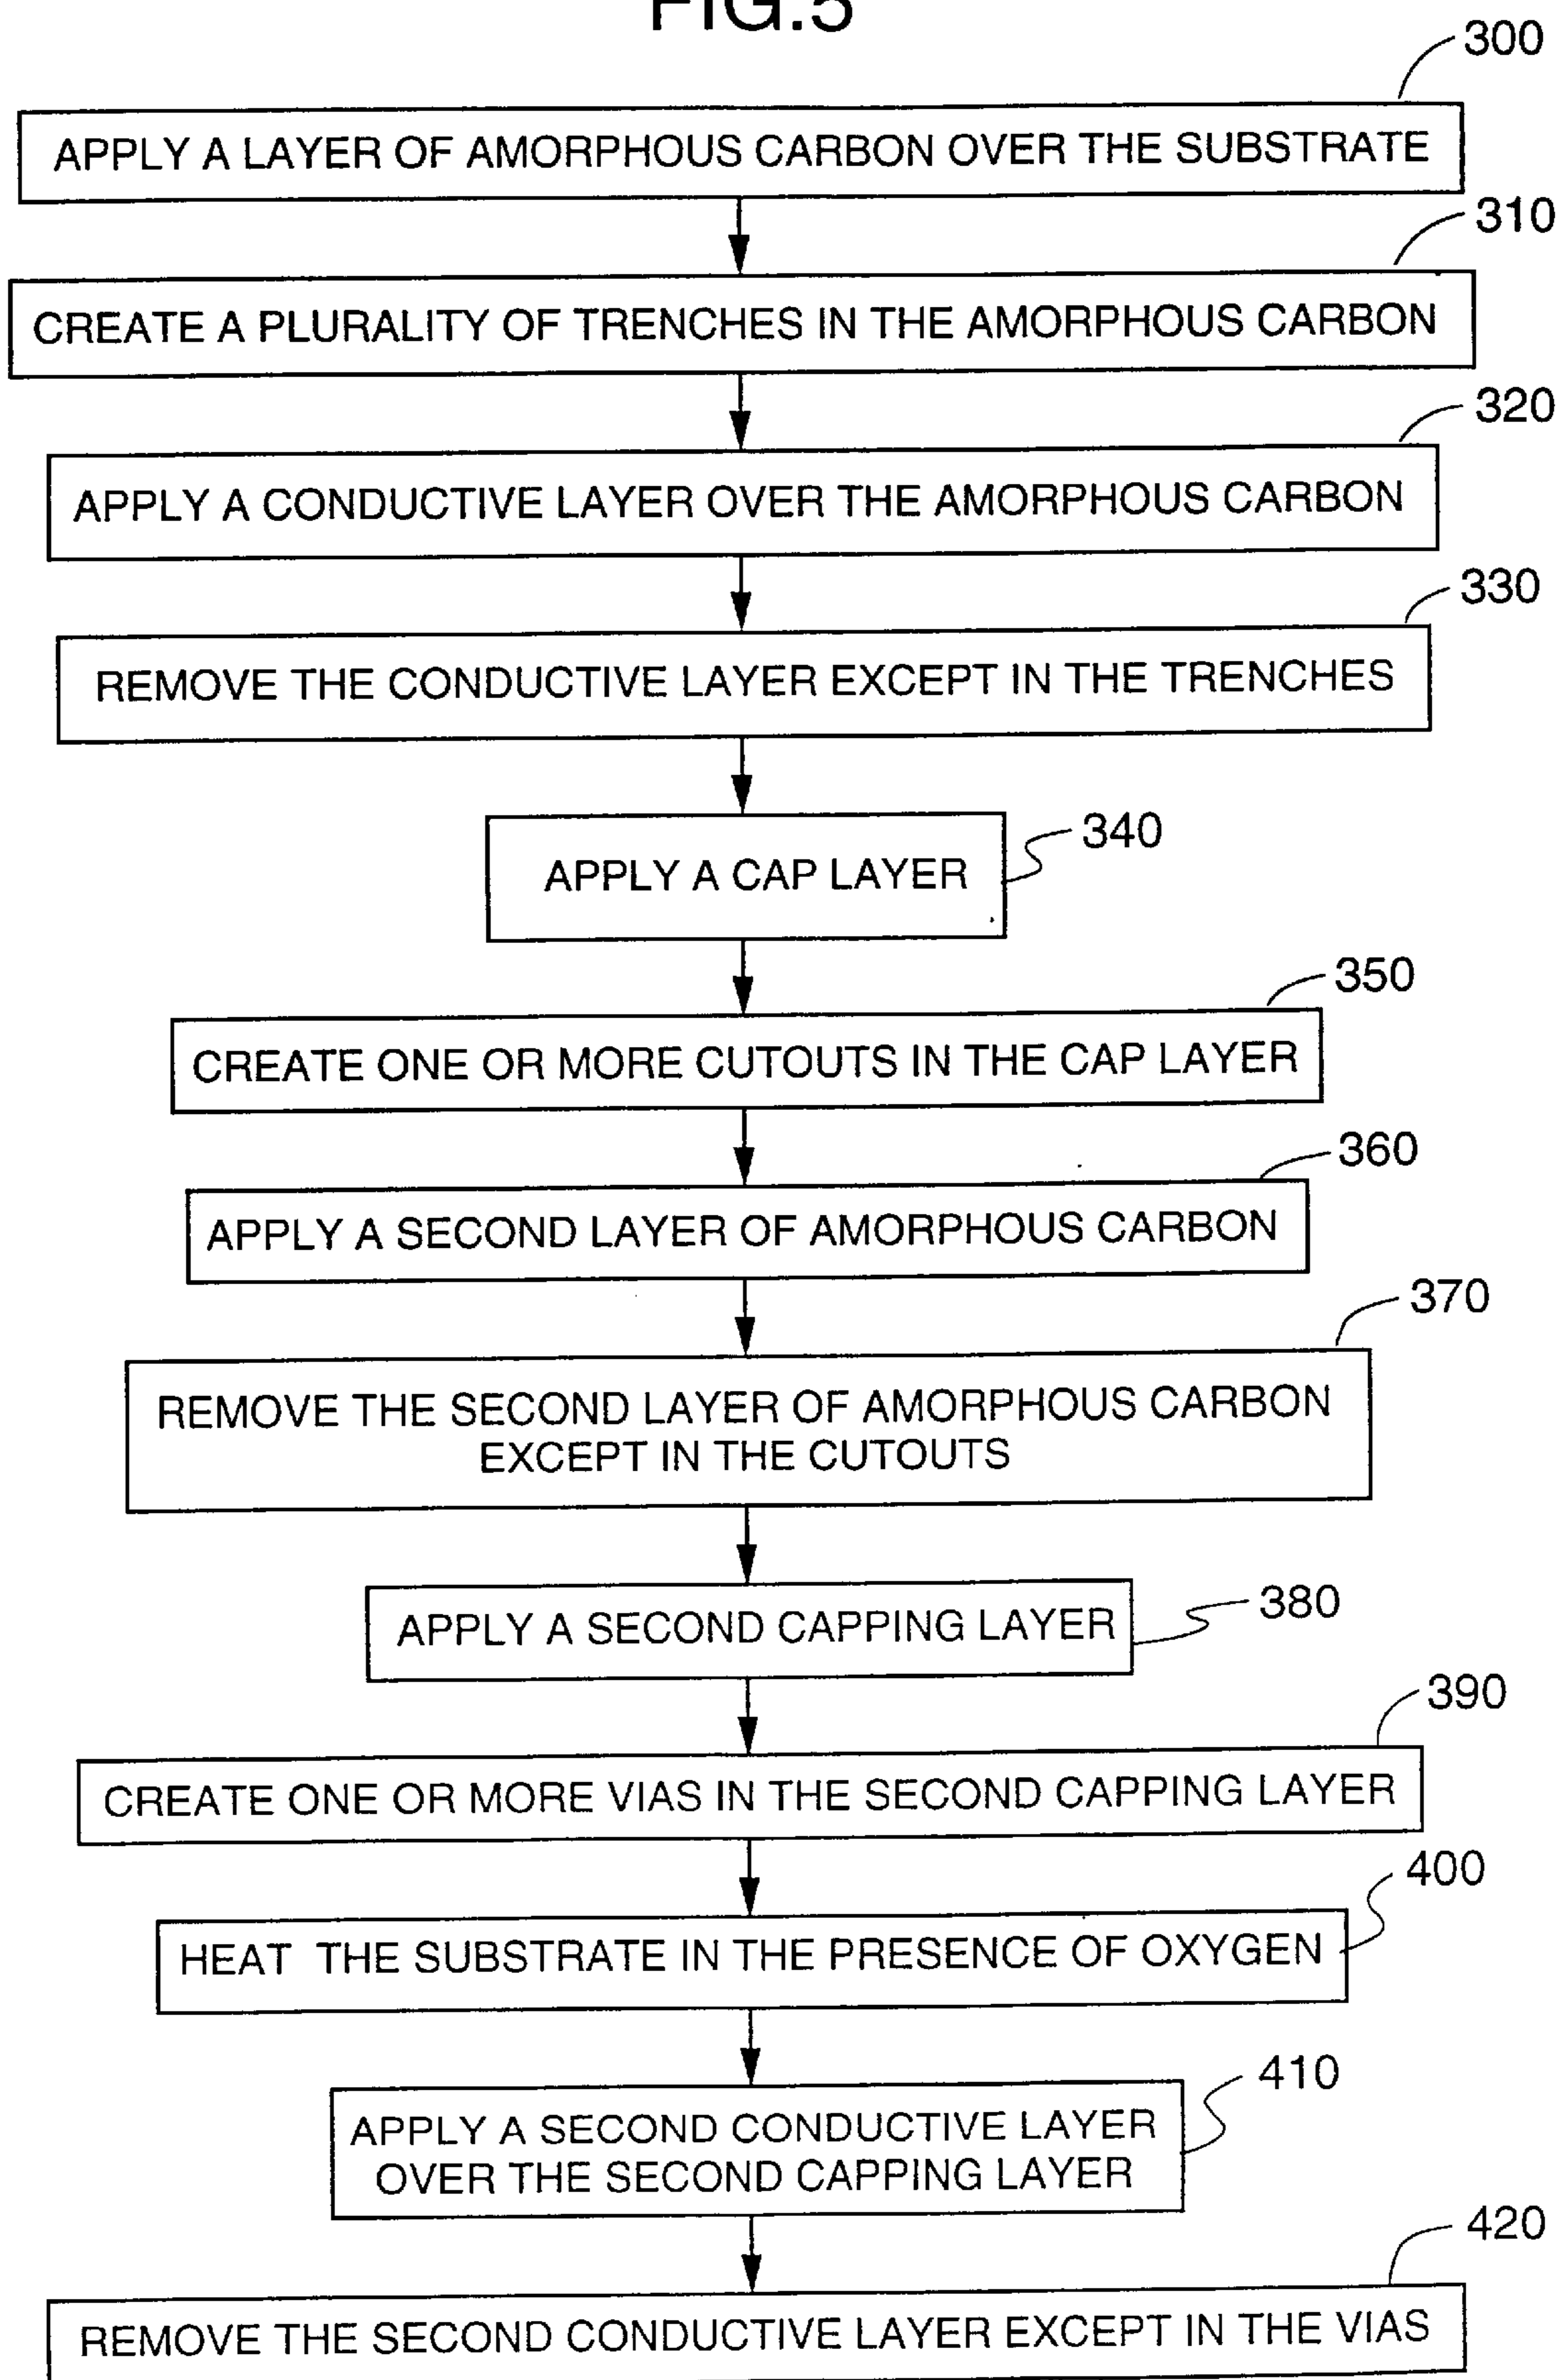 FIG.5
300
APPLY A LAYER OF AMORPHOUS CARBON OVER THE SUBSTRATE
310
CREATE A PLURALITY OF TRENCHES IN THE AMORPHOUS CARBON
320
APPLY A CONDUCTIVE LAYER OVER THE AMORPHOUS CARBON
330
REMOVE THE CONDUCTIVE LAYER EXCEPT IN THE TRENCHES
340
APPLY A CAP LAYER
350
CREATE ONE OR MORE CUTOUTS IN THE CAP LAYER
360
APPLY A SECOND LAYER OF AMORPHOUS CARBON
370
REMOVE THE SECOND LAYER OF AMORPHOUS CARBON
EXCEPT IN THE CUTOUTS
380
APPLY A SECOND CAPPING LAYER
390
CREATE ONE OR MORE VIAS IN THE SECOND CAPPING LAYER
400
HEAT THE SUBSTRATE IN THE PRESENCE OF OXYGEN
410
APPLY A SECOND CONDUCTIVE LAYER
OVER THE SECOND CAPPING LAYER
420
REMOVE THE SECOND CONDUCTIVE LAYER EXCEPT IN THE VIAS